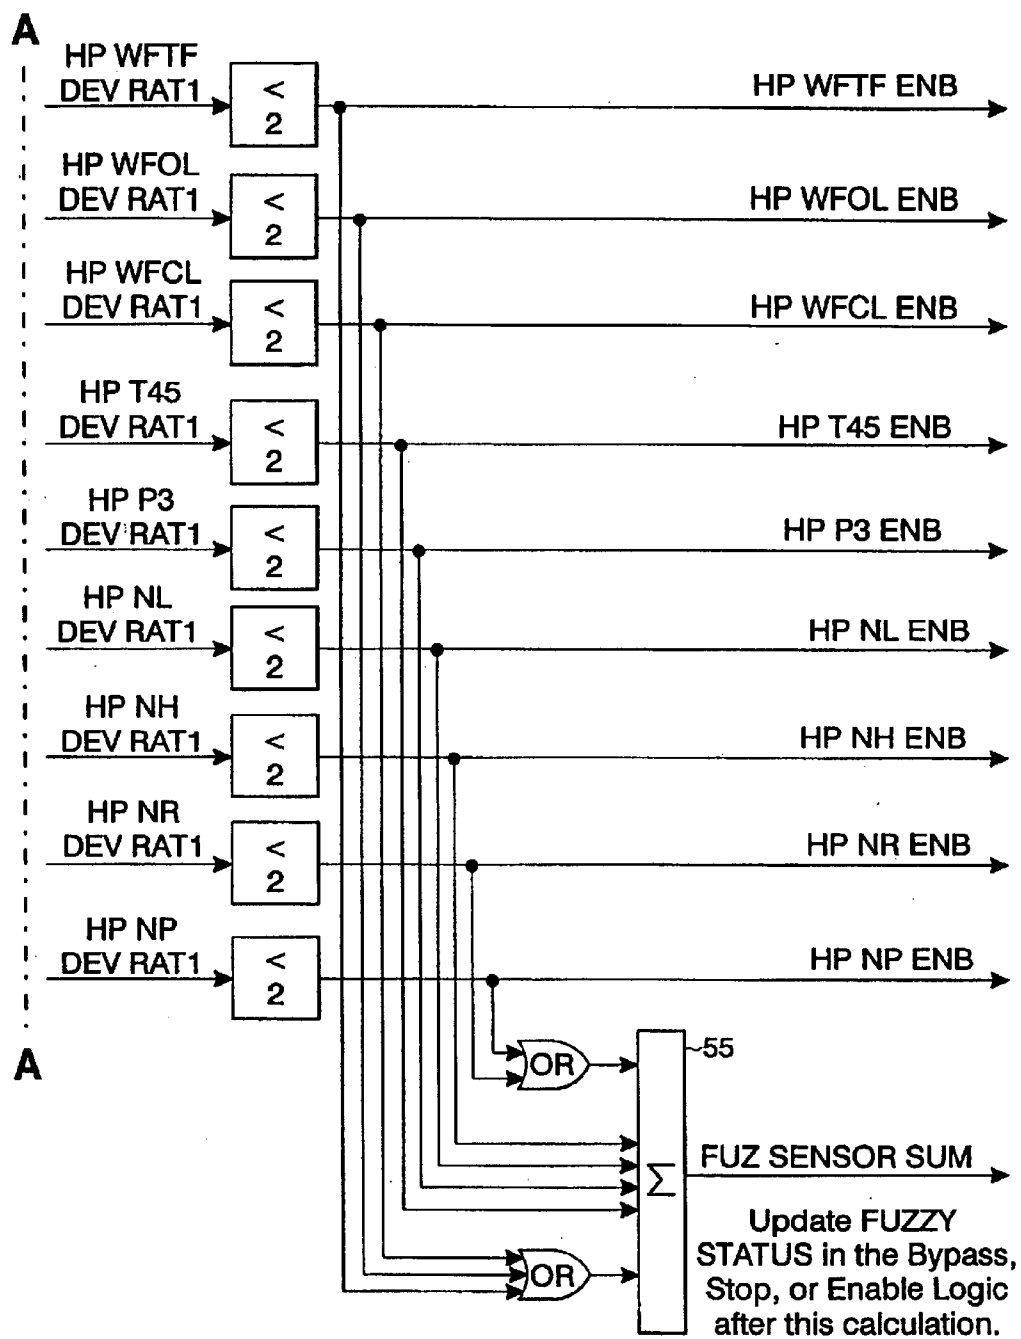 A
HP WFTF
DEV RAT1
<
2
HP WFTF ENB
HP WFOL
DEV RAT1
<
2
HP WFOL ENB
HP WFCL
DEV RAT1
<
2
HP WFCL ENB
HP T45
DEV RAT1
<
2
HP T45 ENB
HP P3
DEV RAT1
<
2
HP P3 ENB
HP NL
DEV RAT1
<
2
HP NL ENB
HP NH
DEV RAT1
<
2
HP NH ENB
HP NR
DEV RAT1
<
2
HP NR ENB
HP NP
DEV RAT1
<
2
HP NP ENB
A
OR
55
Σ
FUZ SENSOR SUM
OR
Update FUZZY
STATUS in the Bypass,
Stop, or Enable Logic
after this calculation.